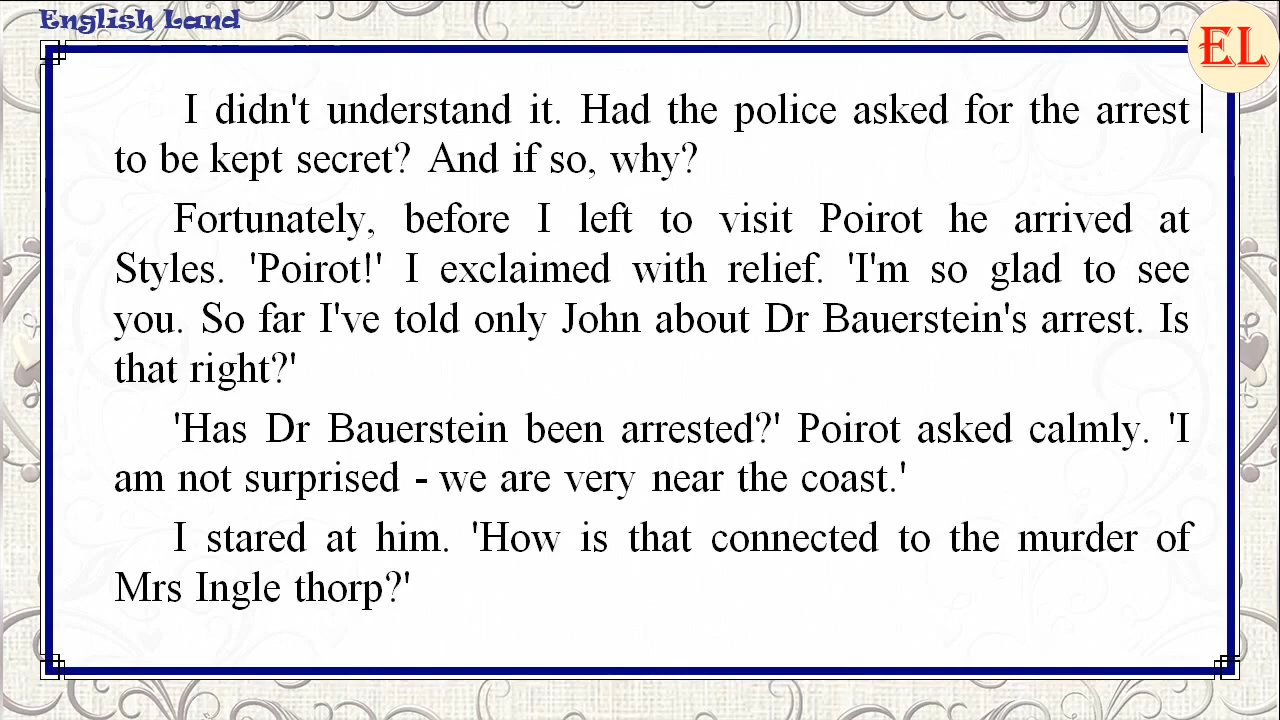 English Land
EL
I didn't understand it. Had the police asked for the arrest
to be kept secret? And if so, why?
Fortunately, before I left to visit Poirot he arrived at
Styles. 'Poirot!' I exclaimed with relief. 'I'm so glad to see
you. So far I've told only John about Dr Bauerstein's arrest. Is
that right?'
'Has Dr Bauerstein been arrested?' Poirot asked calmly. 'I
am not surprised - we are very near the coast.'
I stared at him. 'How is that connected to the murder of
Mrs Ingle thorp?'